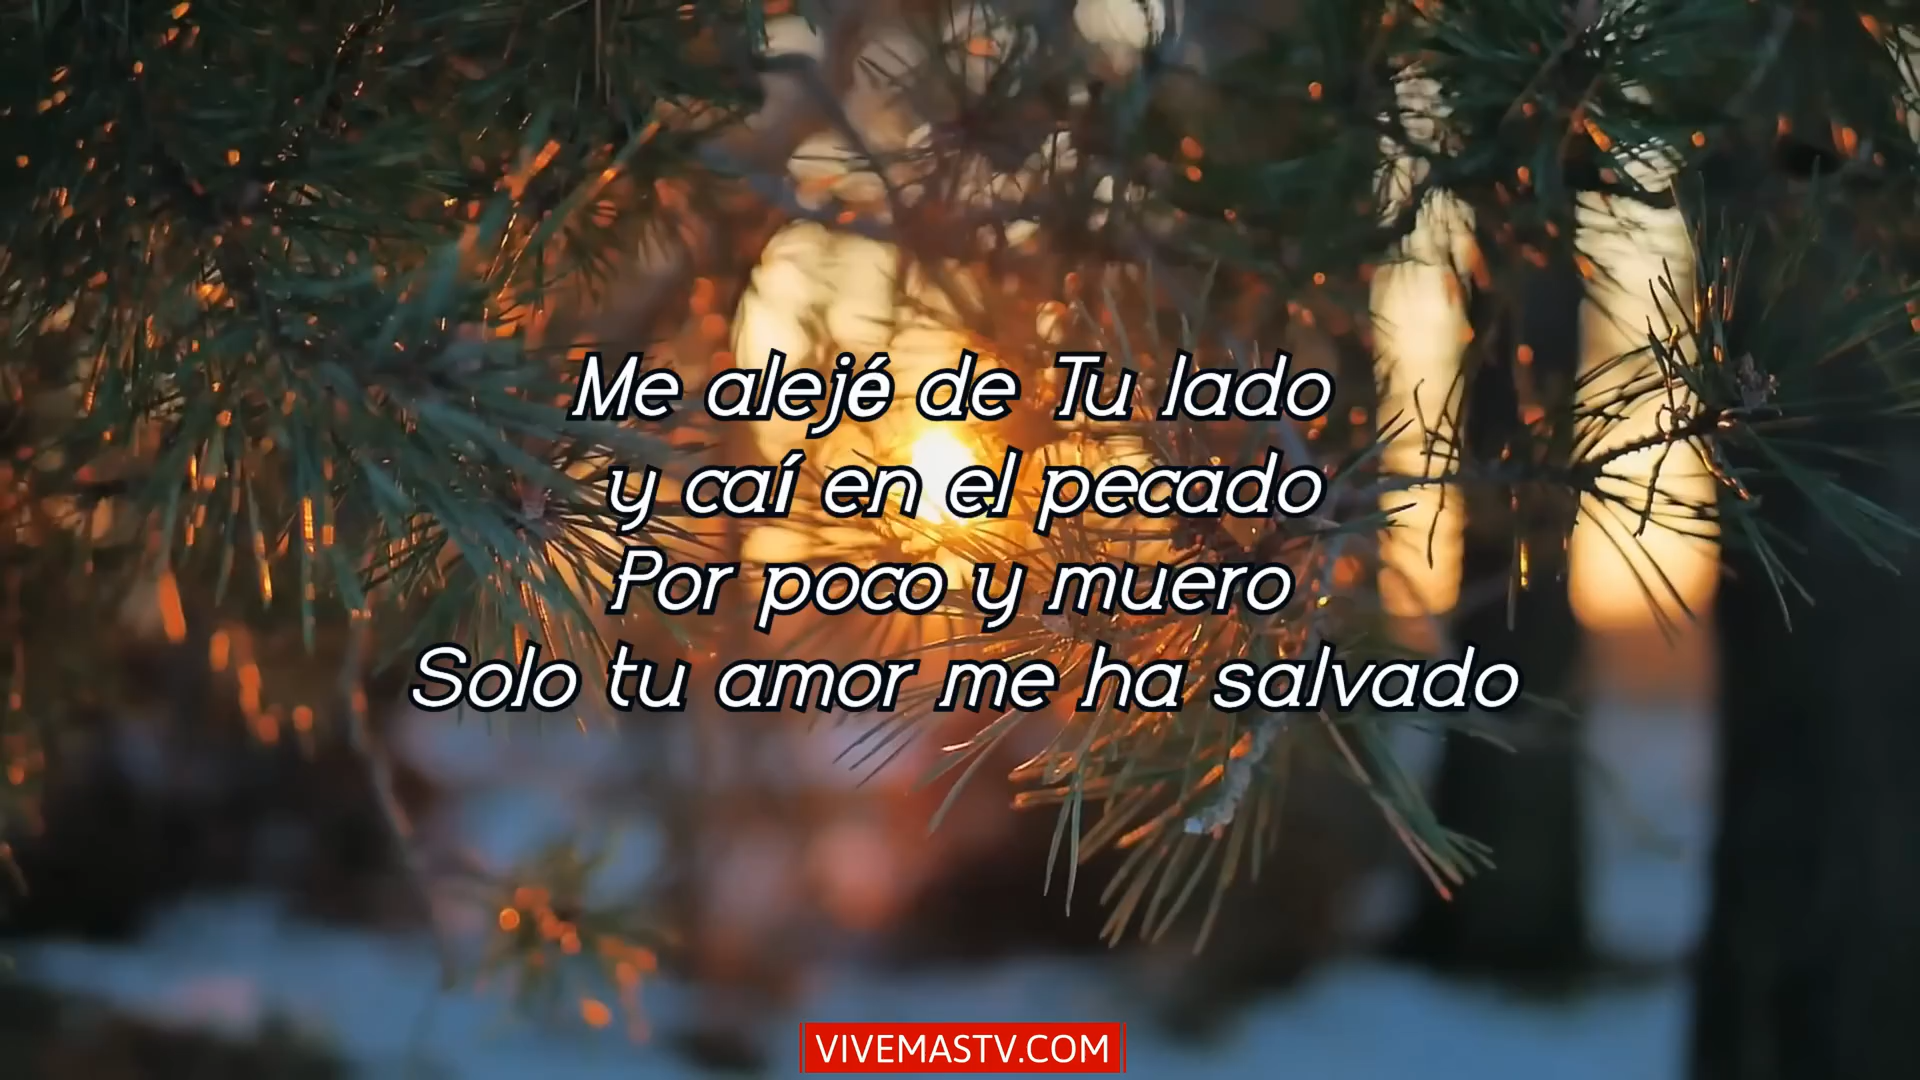 Me alejé de Tu lado
y caí en el pecado
Por poco y muero
Solo tu amor me ha salvado
VIVEMASTV.COM